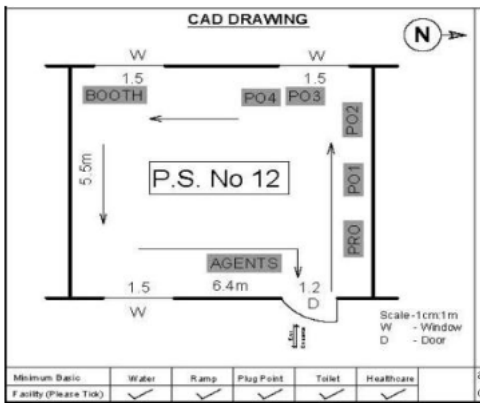 CAD DRAWING
N
W W
1.5 1.5
BOOTH PO4 PO3
PO2
5.5m
P.S. No 12
PO1
PRO
AGENTS
1.5 6.4m 1.2
W D
Scale-1cm:1m
W - Window
D - Door
Minimum Basic Water Ramp Plug Point Toilet Healthcare
Facility (Please Tick)